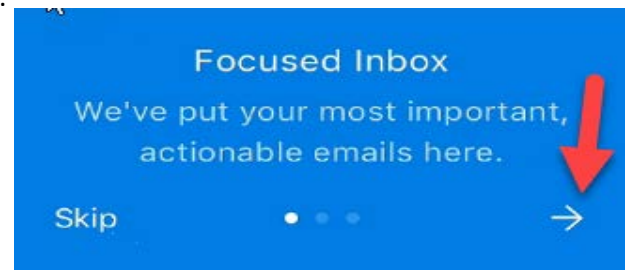 Focused Inbox
We've put your most important,
actionable emails here.
Skip